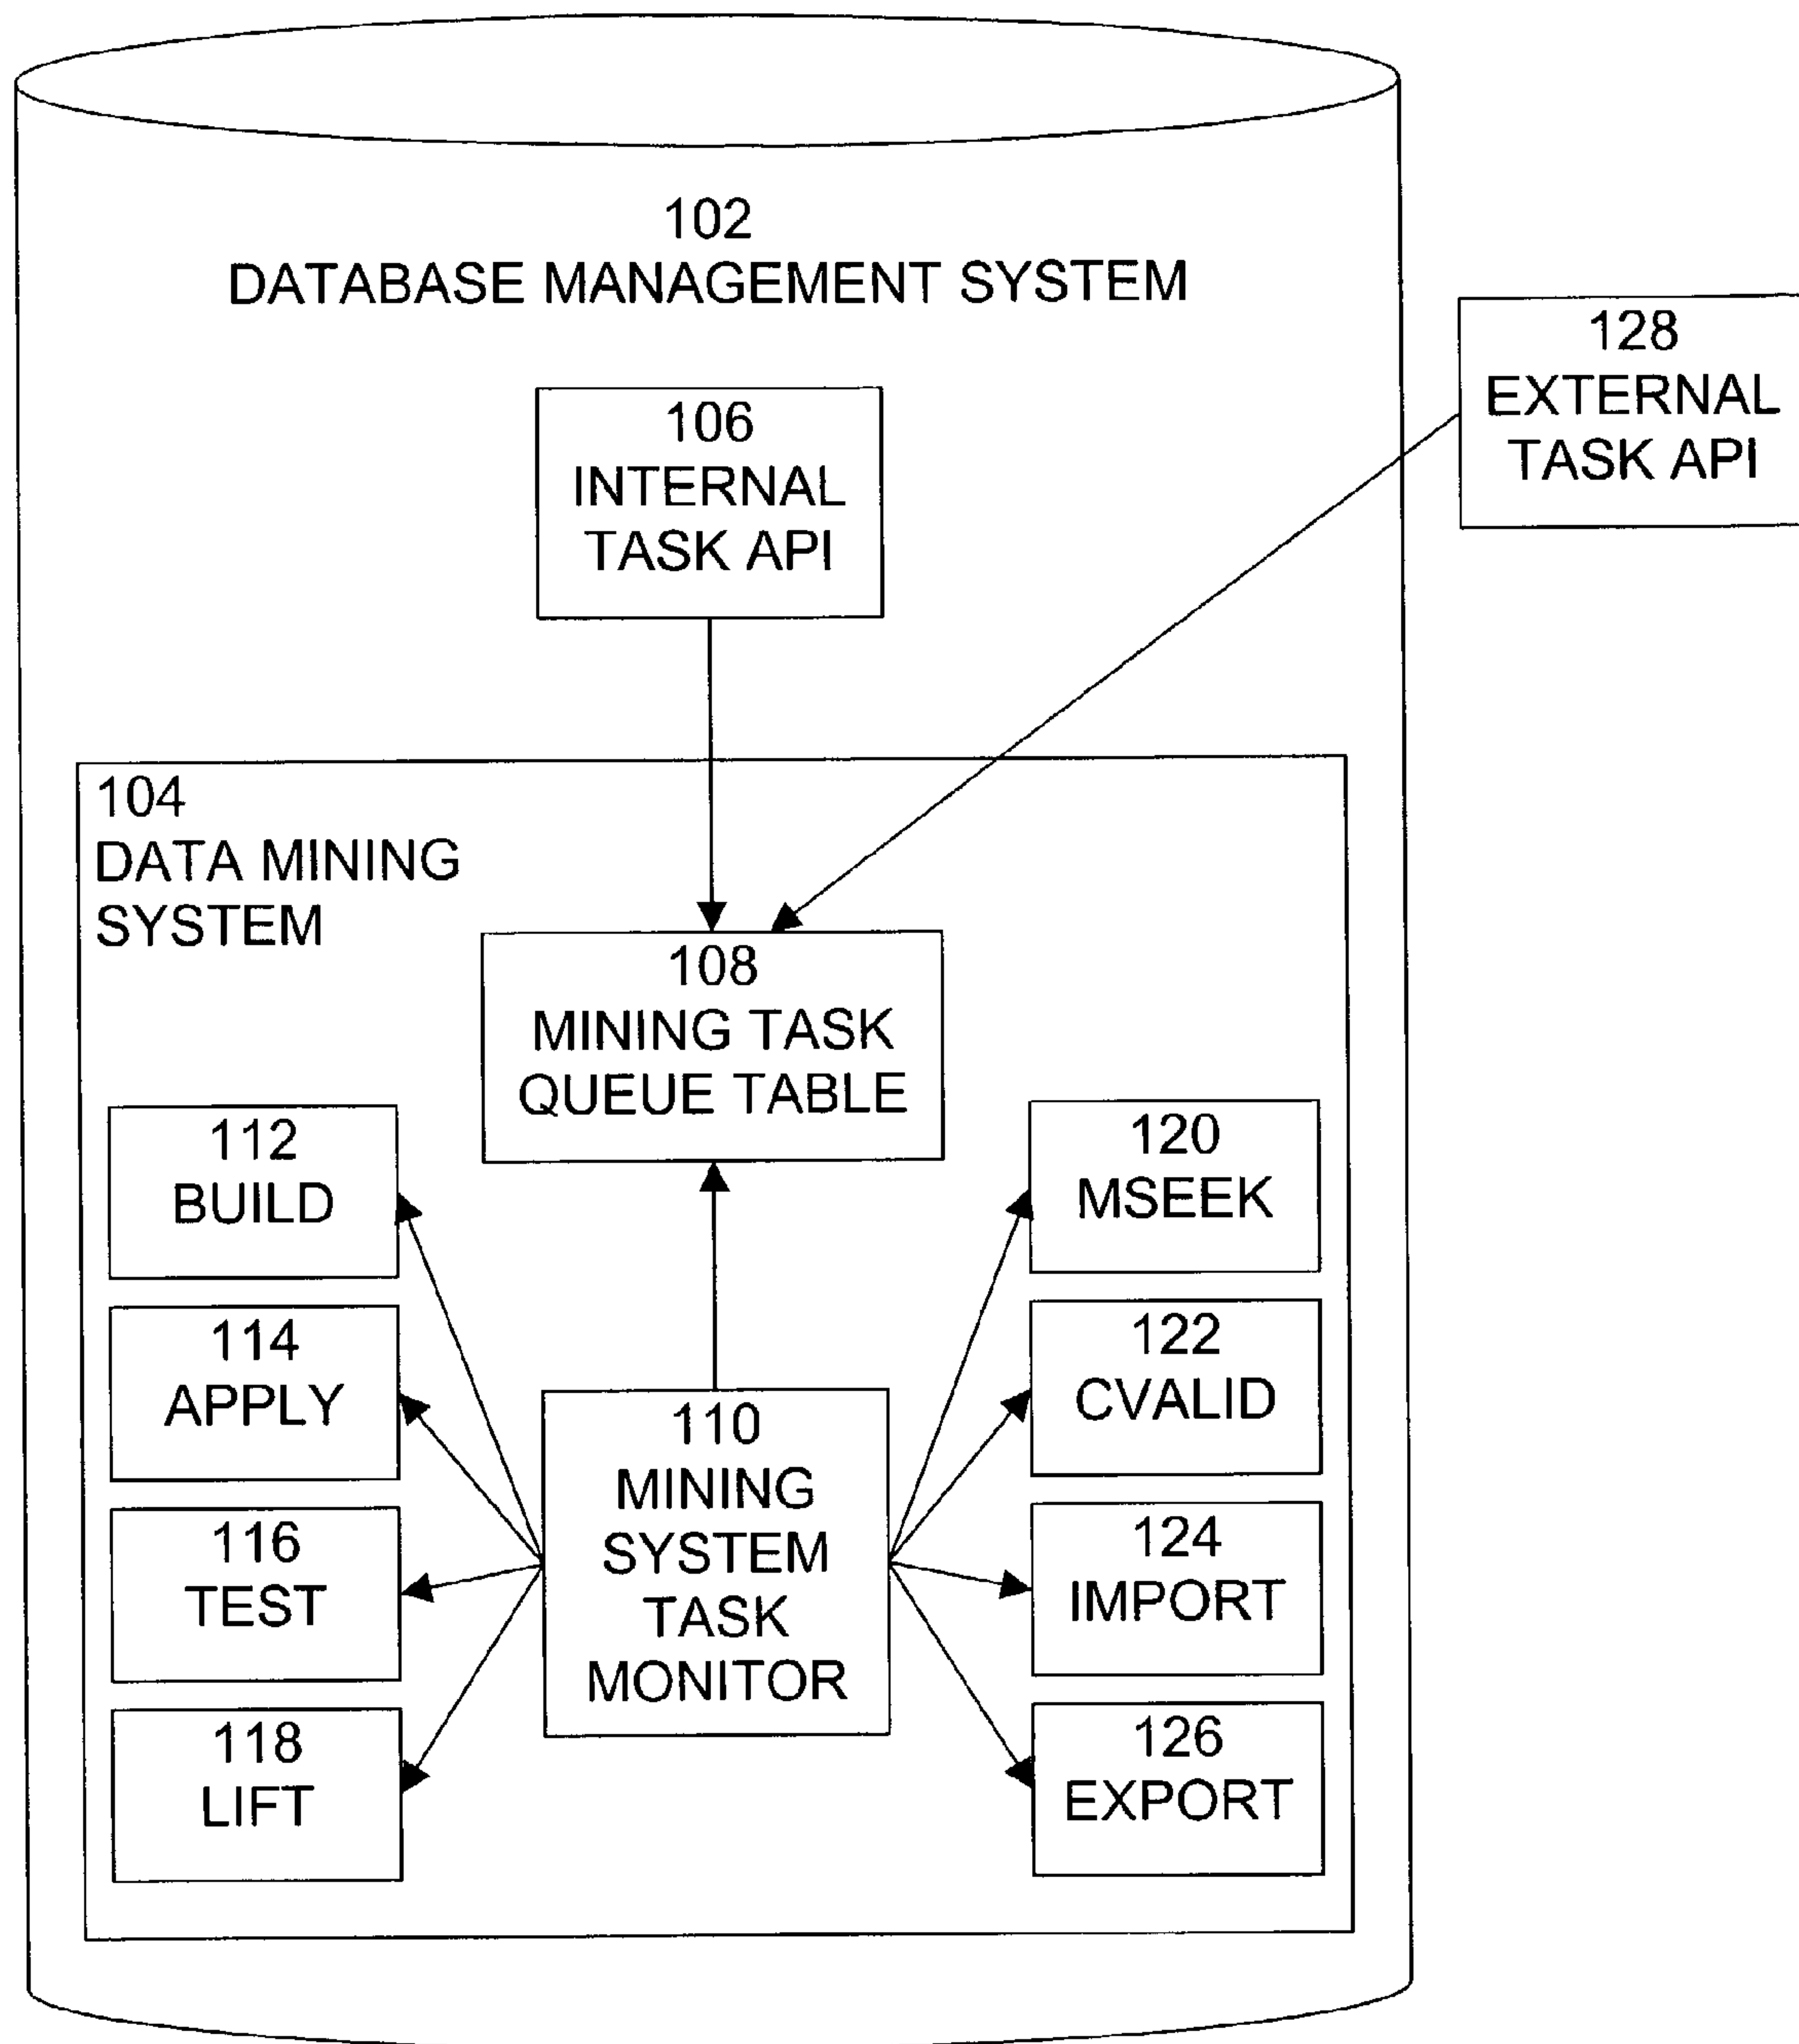 102
DATABASE MANAGEMENT SYSTEM
128
EXTERNAL
TASK API
106
INTERNAL
TASK API
104
DATA MINING
SYSTEM
108
MINING TASK
QUEUE TABLE
112
BUILD
114
APPLY
116
TEST
118
LIFT
110
MINING
SYSTEM
TASK
MONITOR
120
MSEEK
122
CVALID
124
IMPORT
126
EXPORT